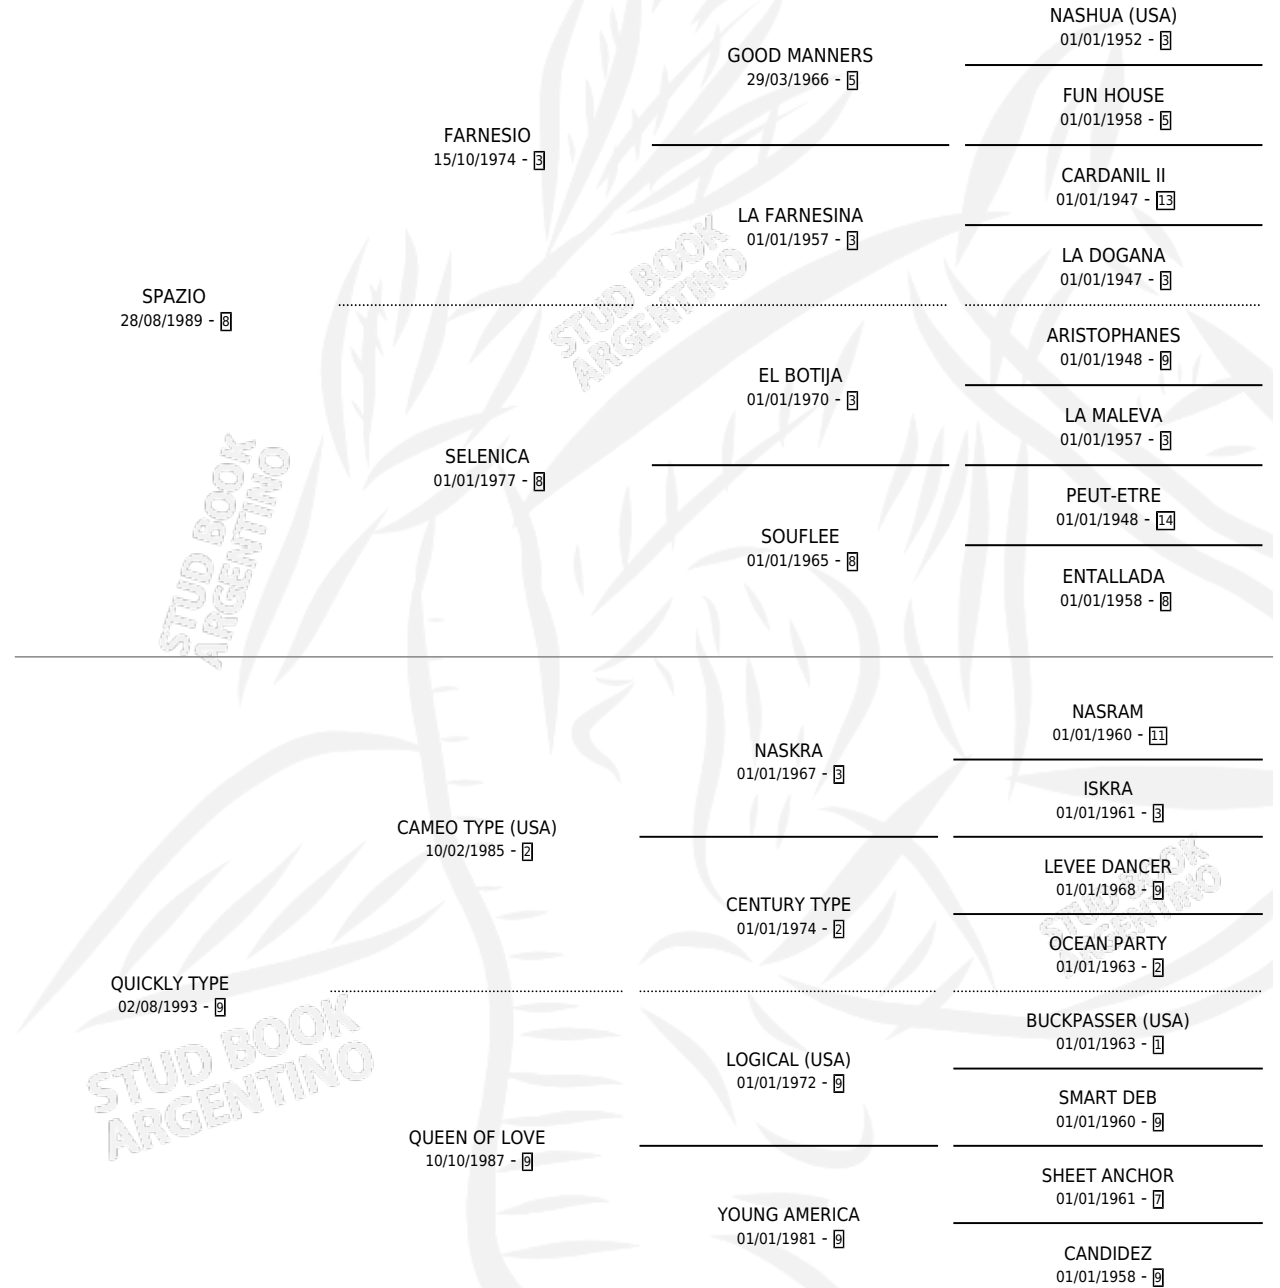 SPAZIO
28/08/1989 - 8
FARNESIO
15/10/1974 - 3
GOOD MANNERS
29/03/1966 - 5
NASHUA (USA)
01/01/1952 - 3
FUN HOUSE
01/01/1958 - 5
LA FARNESINA
01/01/1957 - 3
CARDANIL II
01/01/1947 - 13
LA DOGANA
01/01/1947 - 3
SELENICA
01/01/1977 - 8
EL BOTIJA
01/01/1970 - 3
ARISTOPHANES
01/01/1948 - 9
LA MALEVA
01/01/1957 - 3
SOUFLEE
01/01/1965 - 8
PEUT-ETRE
01/01/1948 - 14
ENTALLADA
01/01/1958 - 8
QUICKLY TYPE
02/08/1993 - 9
CAMEO TYPE (USA)
10/02/1985 - 2
NASKRA
01/01/1967 - 3
NASRAM
01/01/1960 - 11
ISKRA
01/01/1961 - 3
CENTURY TYPE
01/01/1974 - 2
LEVEE DANCER
01/01/1968 - 9
OCEAN PARTY
01/01/1963 - 2
QUEEN OF LOVE
10/10/1987 - 9
LOGICAL (USA)
01/01/1972 - 9
BUCKPASSER (USA)
01/01/1963 - 1
SMART DEB
01/01/1960 - 9
YOUNG AMERICA
01/01/1981 - 9
SHEET ANCHOR
01/01/1961 - 7
CANDIDEZ
01/01/1958 - 9
STUD BOOK
ARGENTINO
STUD BOOK
ARGENTINO
STUD BOOK
ARGENTINO
STUD BOOK
ARGENTINO